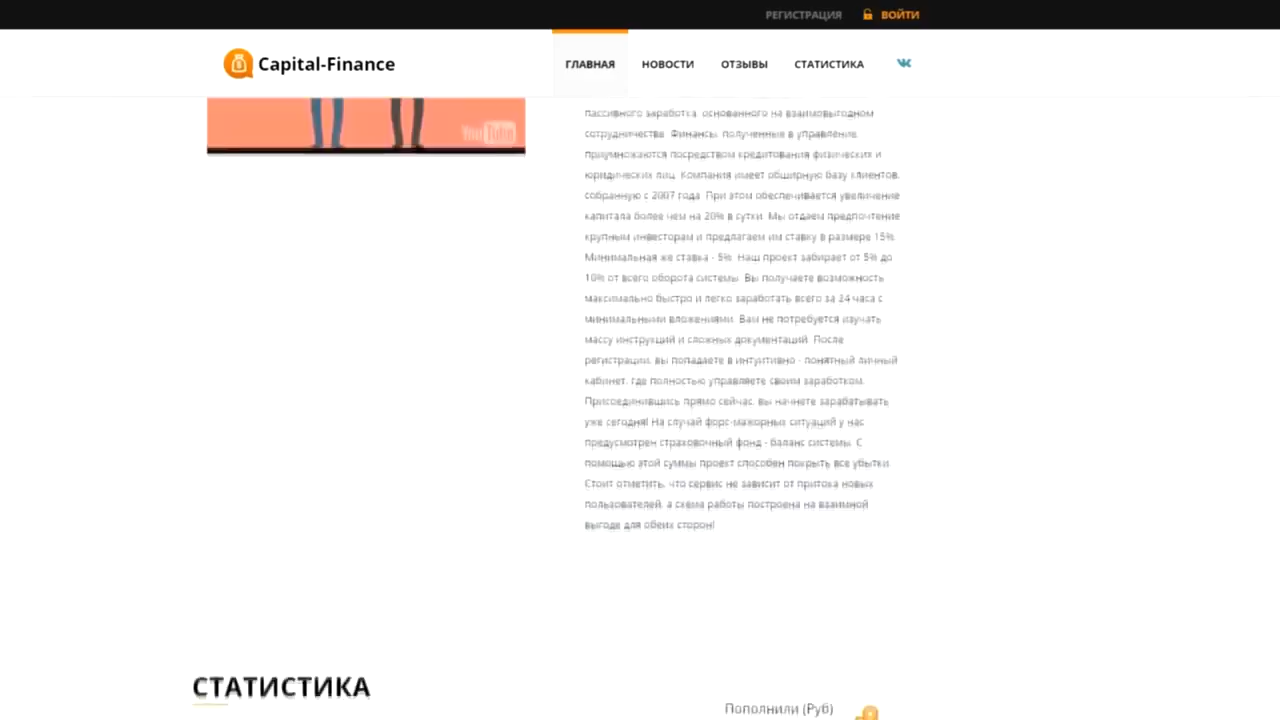 РЕГИСТРАЦИЯ ВОЙТИ
Capital-Finance ГЛАВНАЯ НОВОСТИ ОТЗЫВЫ СТАТИСТИКА
пассивного заработка, основанного на взаимовыгодном
сотрудничестве. Финансы, полученные в управление,
приумножаются посредством кредитования физических и
юридических лиц. Компания имеет обширную базу клиентов,
собранную с 2007 года. При этом обеспечивается увеличение
капитала более чем на 20% в сутки. Мы отдаем предпочтение
крупным инвесторам и предлагаем им ставку в размере 15%.
Минимальная же ставка - 5%. Наш проект забирает от 5% до
10% от всего оборота системы. Вы получаете возможность
максимально быстро и легко заработать всего за 24 часа с
минимальными вложениями. Вам не потребуется изучать
массу инструкций и сложных документаций. После
регистрации, вы попадаете в интуитивно - понятный личный
кабинет, где полностью управляете своим заработком.
Присоединившись прямо сейчас, вы начнете зарабатывать
уже сегодня! На случай форс-мажорных ситуаций у нас
предусмотрен страховочный фонд - баланс системы. С
помощью этой суммы проект способен покрыть все убытки.
Стоит отметить, что сервис не зависит от притока новых
пользователей, а схема работы построена на взаимной
выгоде для обеих сторон!
YouTube
СТАТИСТИКА
Пополнили (Руб)